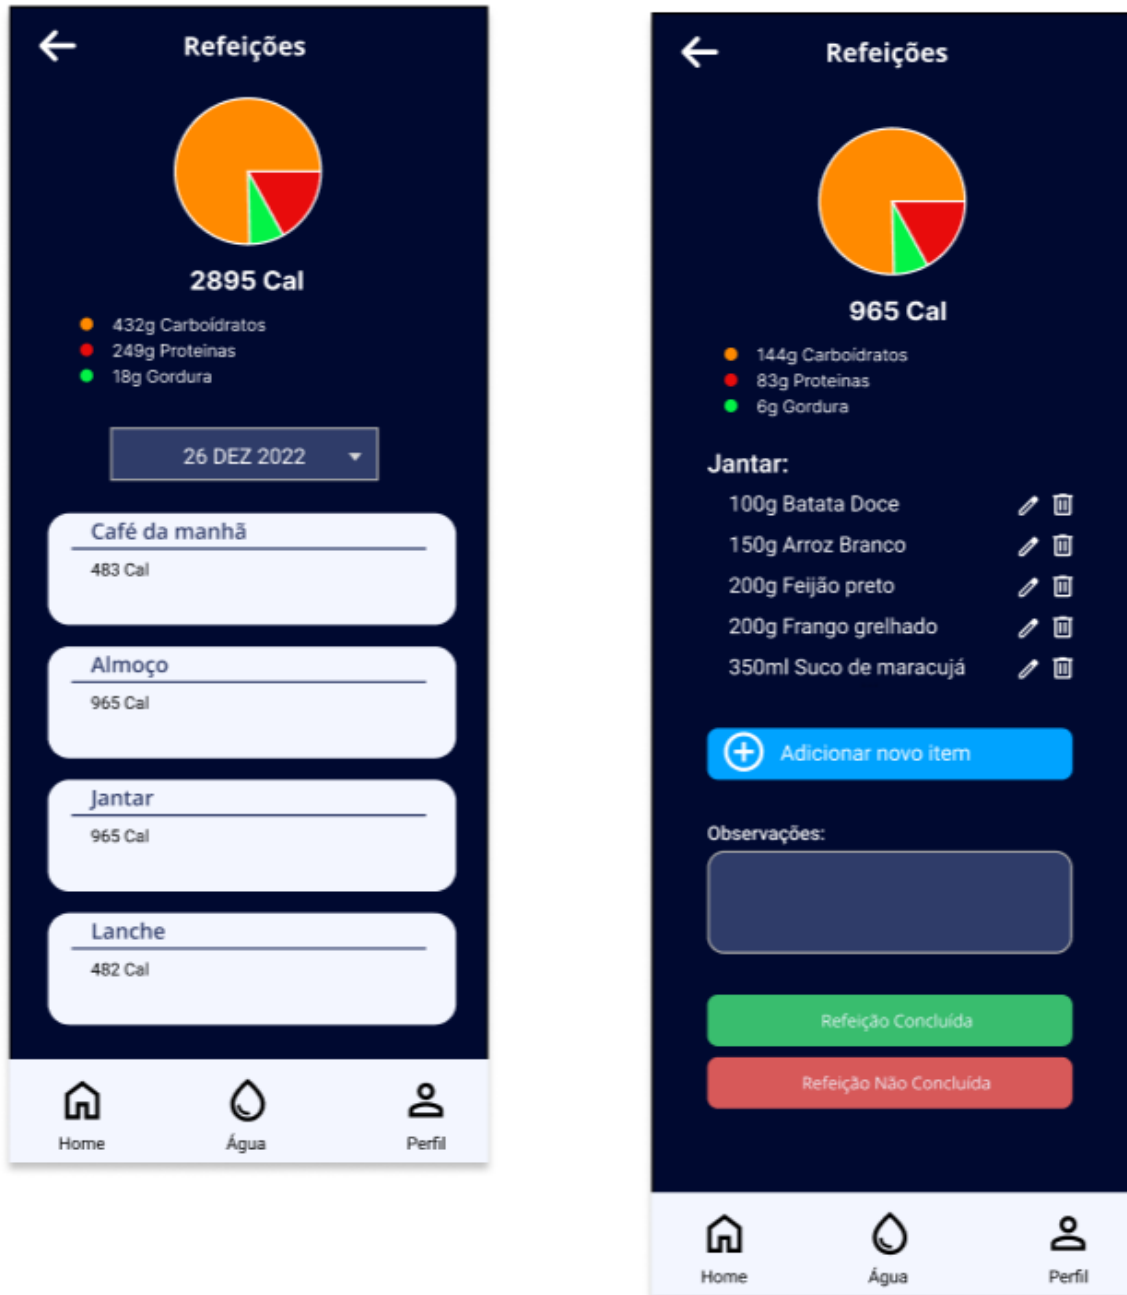 Refeições
2895 Cal
432g Carboídratos
249g Proteinas
18g Gordura
26 DEZ 2022
Café da manhã
483 Cal
Almoço
965 Cal
Jantar
965 Cal
Lanche
482 Cal
Home
Água
Perfil
Refeições
965 Cal
144g Carboídratos
83g Proteinas
6g Gordura
Jantar:
100g Batata Doce
150g Arroz Branco
200g Feijão preto
200g Frango grelhado
350ml Suco de maracujá
Adicionar novo item
Observações:
Refeição Concluída
Refeição Não Concluída
Home
Água
Perfil